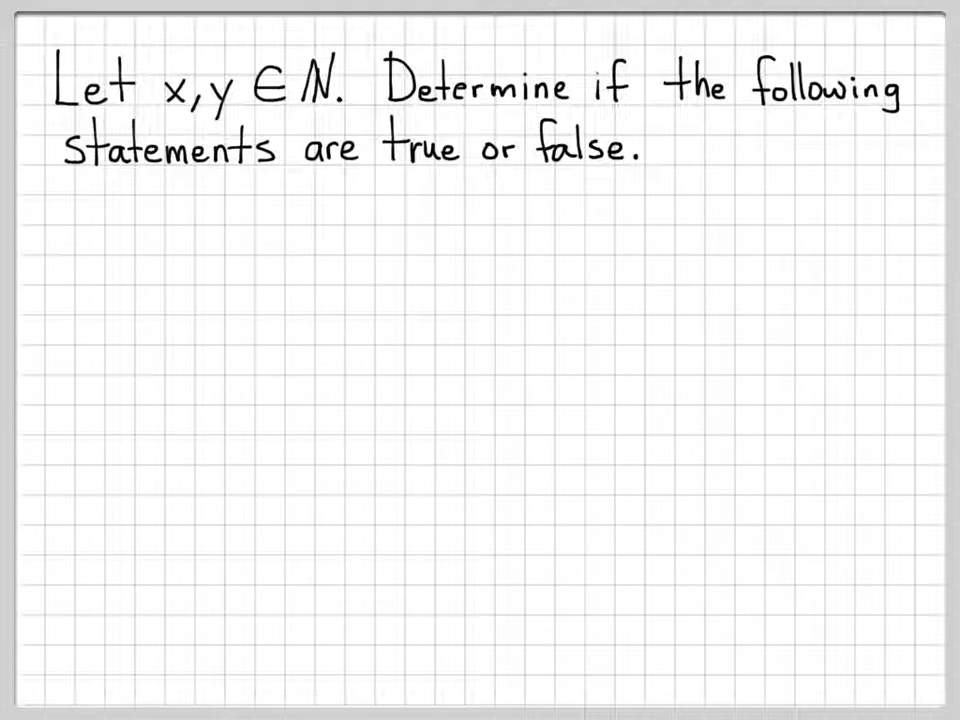 Let x, y ∈ ℕ. Determine if the following
statements are true or false.